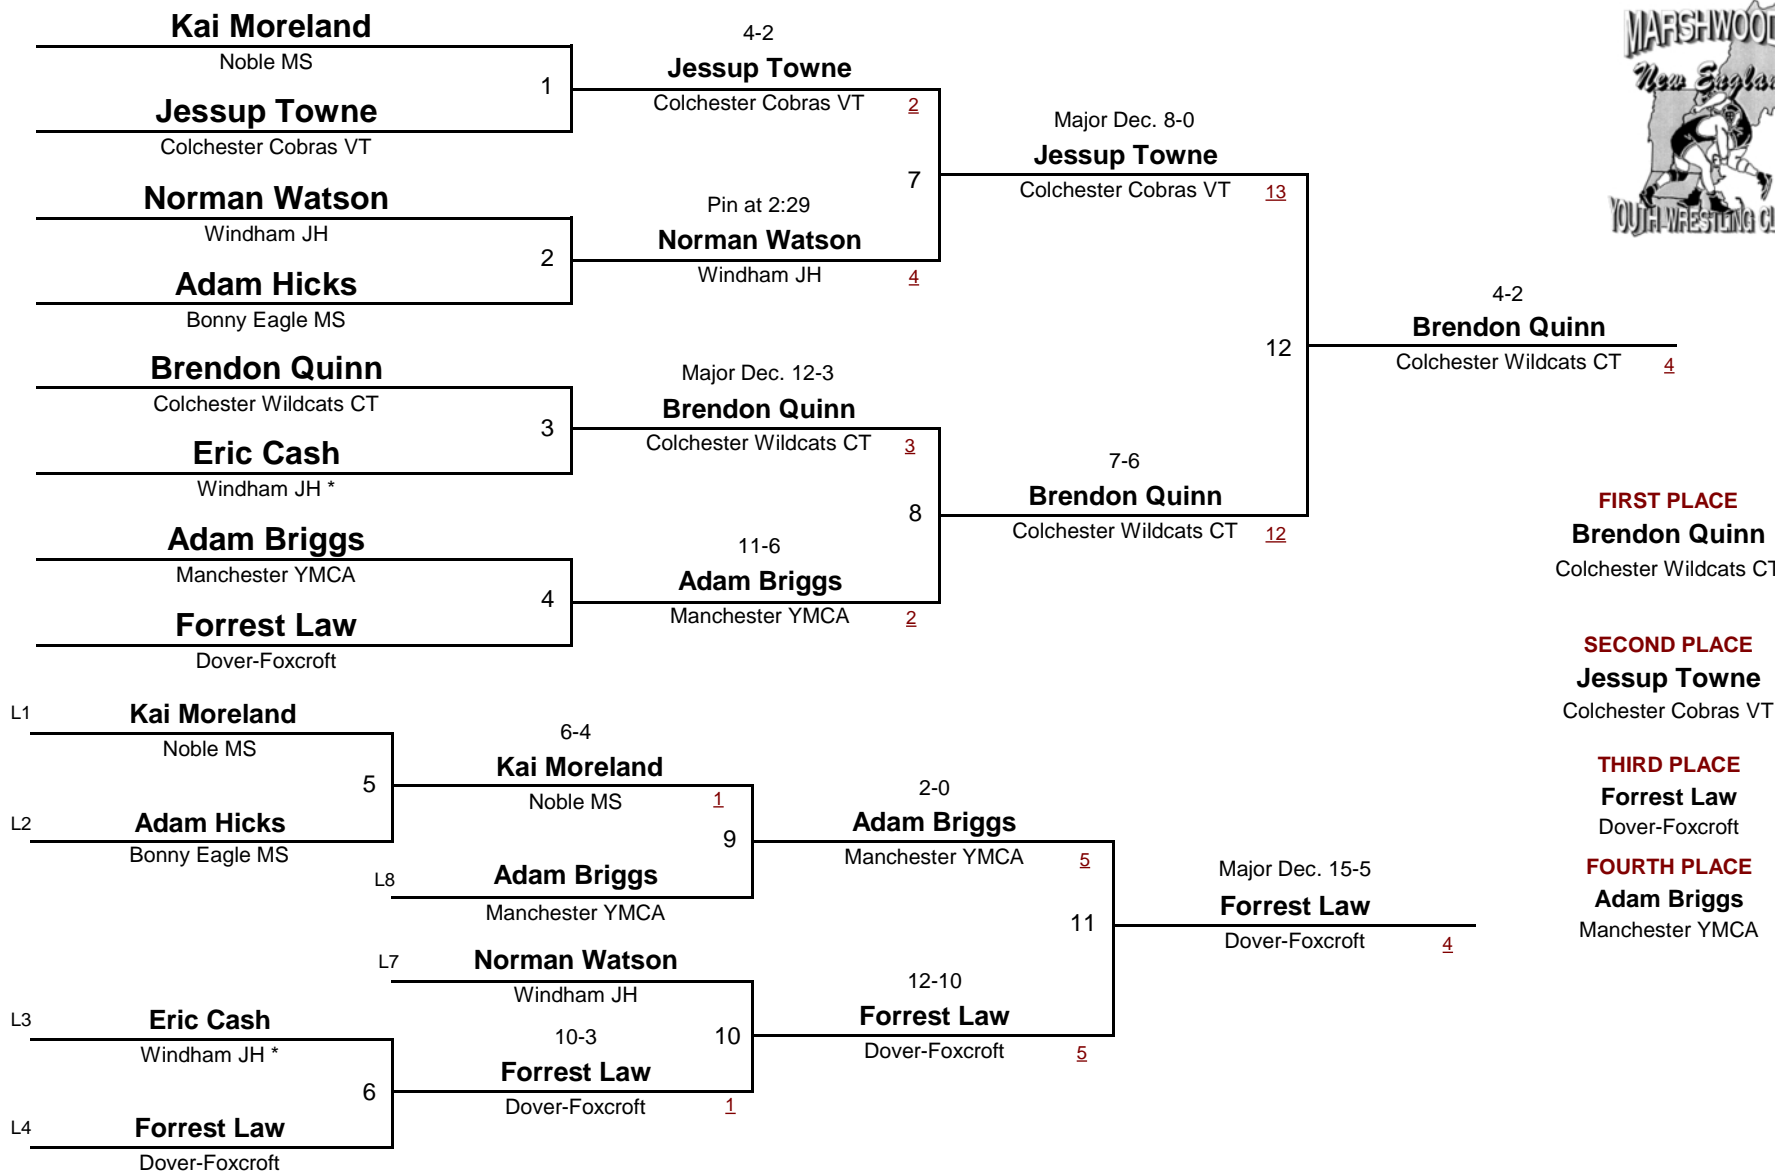 Kai Moreland
Noble MS
1
Jessup Towne
Colchester Cobras VT
Norman Watson
Windham JH
2
Adam Hicks
Bonny Eagle MS
Brendon Quinn
Colchester Wildcats CT
3
Eric Cash
Windham JH *
Adam Briggs
Manchester YMCA
4
Forrest Law
Dover-Foxcroft
4-2
Jessup Towne
Colchester Cobras VT 2
7
Pin at 2:29
Norman Watson
Windham JH 4
Major Dec. 12-3
Brendon Quinn
Colchester Wildcats CT 3
8
11-6
Adam Briggs
Manchester YMCA 2
Major Dec. 8-0
Jessup Towne
Colchester Cobras VT 13
12
7-6
Brendon Quinn
Colchester Wildcats CT 12
4-2
Brendon Quinn
Colchester Wildcats CT 4
MARSHWOOD
New England
YOUTH WRESTLING
FIRST PLACE
Brendon Quinn
Colchester Wildcats CT
SECOND PLACE
Jessup Towne
Colchester Cobras VT
THIRD PLACE
Forrest Law
Dover-Foxcroft
FOURTH PLACE
Adam Briggs
Manchester YMCA
L1 Kai Moreland
Noble MS
5
L2 Adam Hicks
Bonny Eagle MS
6-4
Kai Moreland
Noble MS 1
9
L8 Adam Briggs
Manchester YMCA
L7 Norman Watson
Windham JH
10
L3 Eric Cash
Windham JH *
6
L4 Forrest Law
Dover-Foxcroft
10-3
Forrest Law
Dover-Foxcroft 1
2-0
Adam Briggs
Manchester YMCA 5
11
12-10
Forrest Law
Dover-Foxcroft 5
Major Dec. 15-5
Forrest Law
Dover-Foxcroft 4